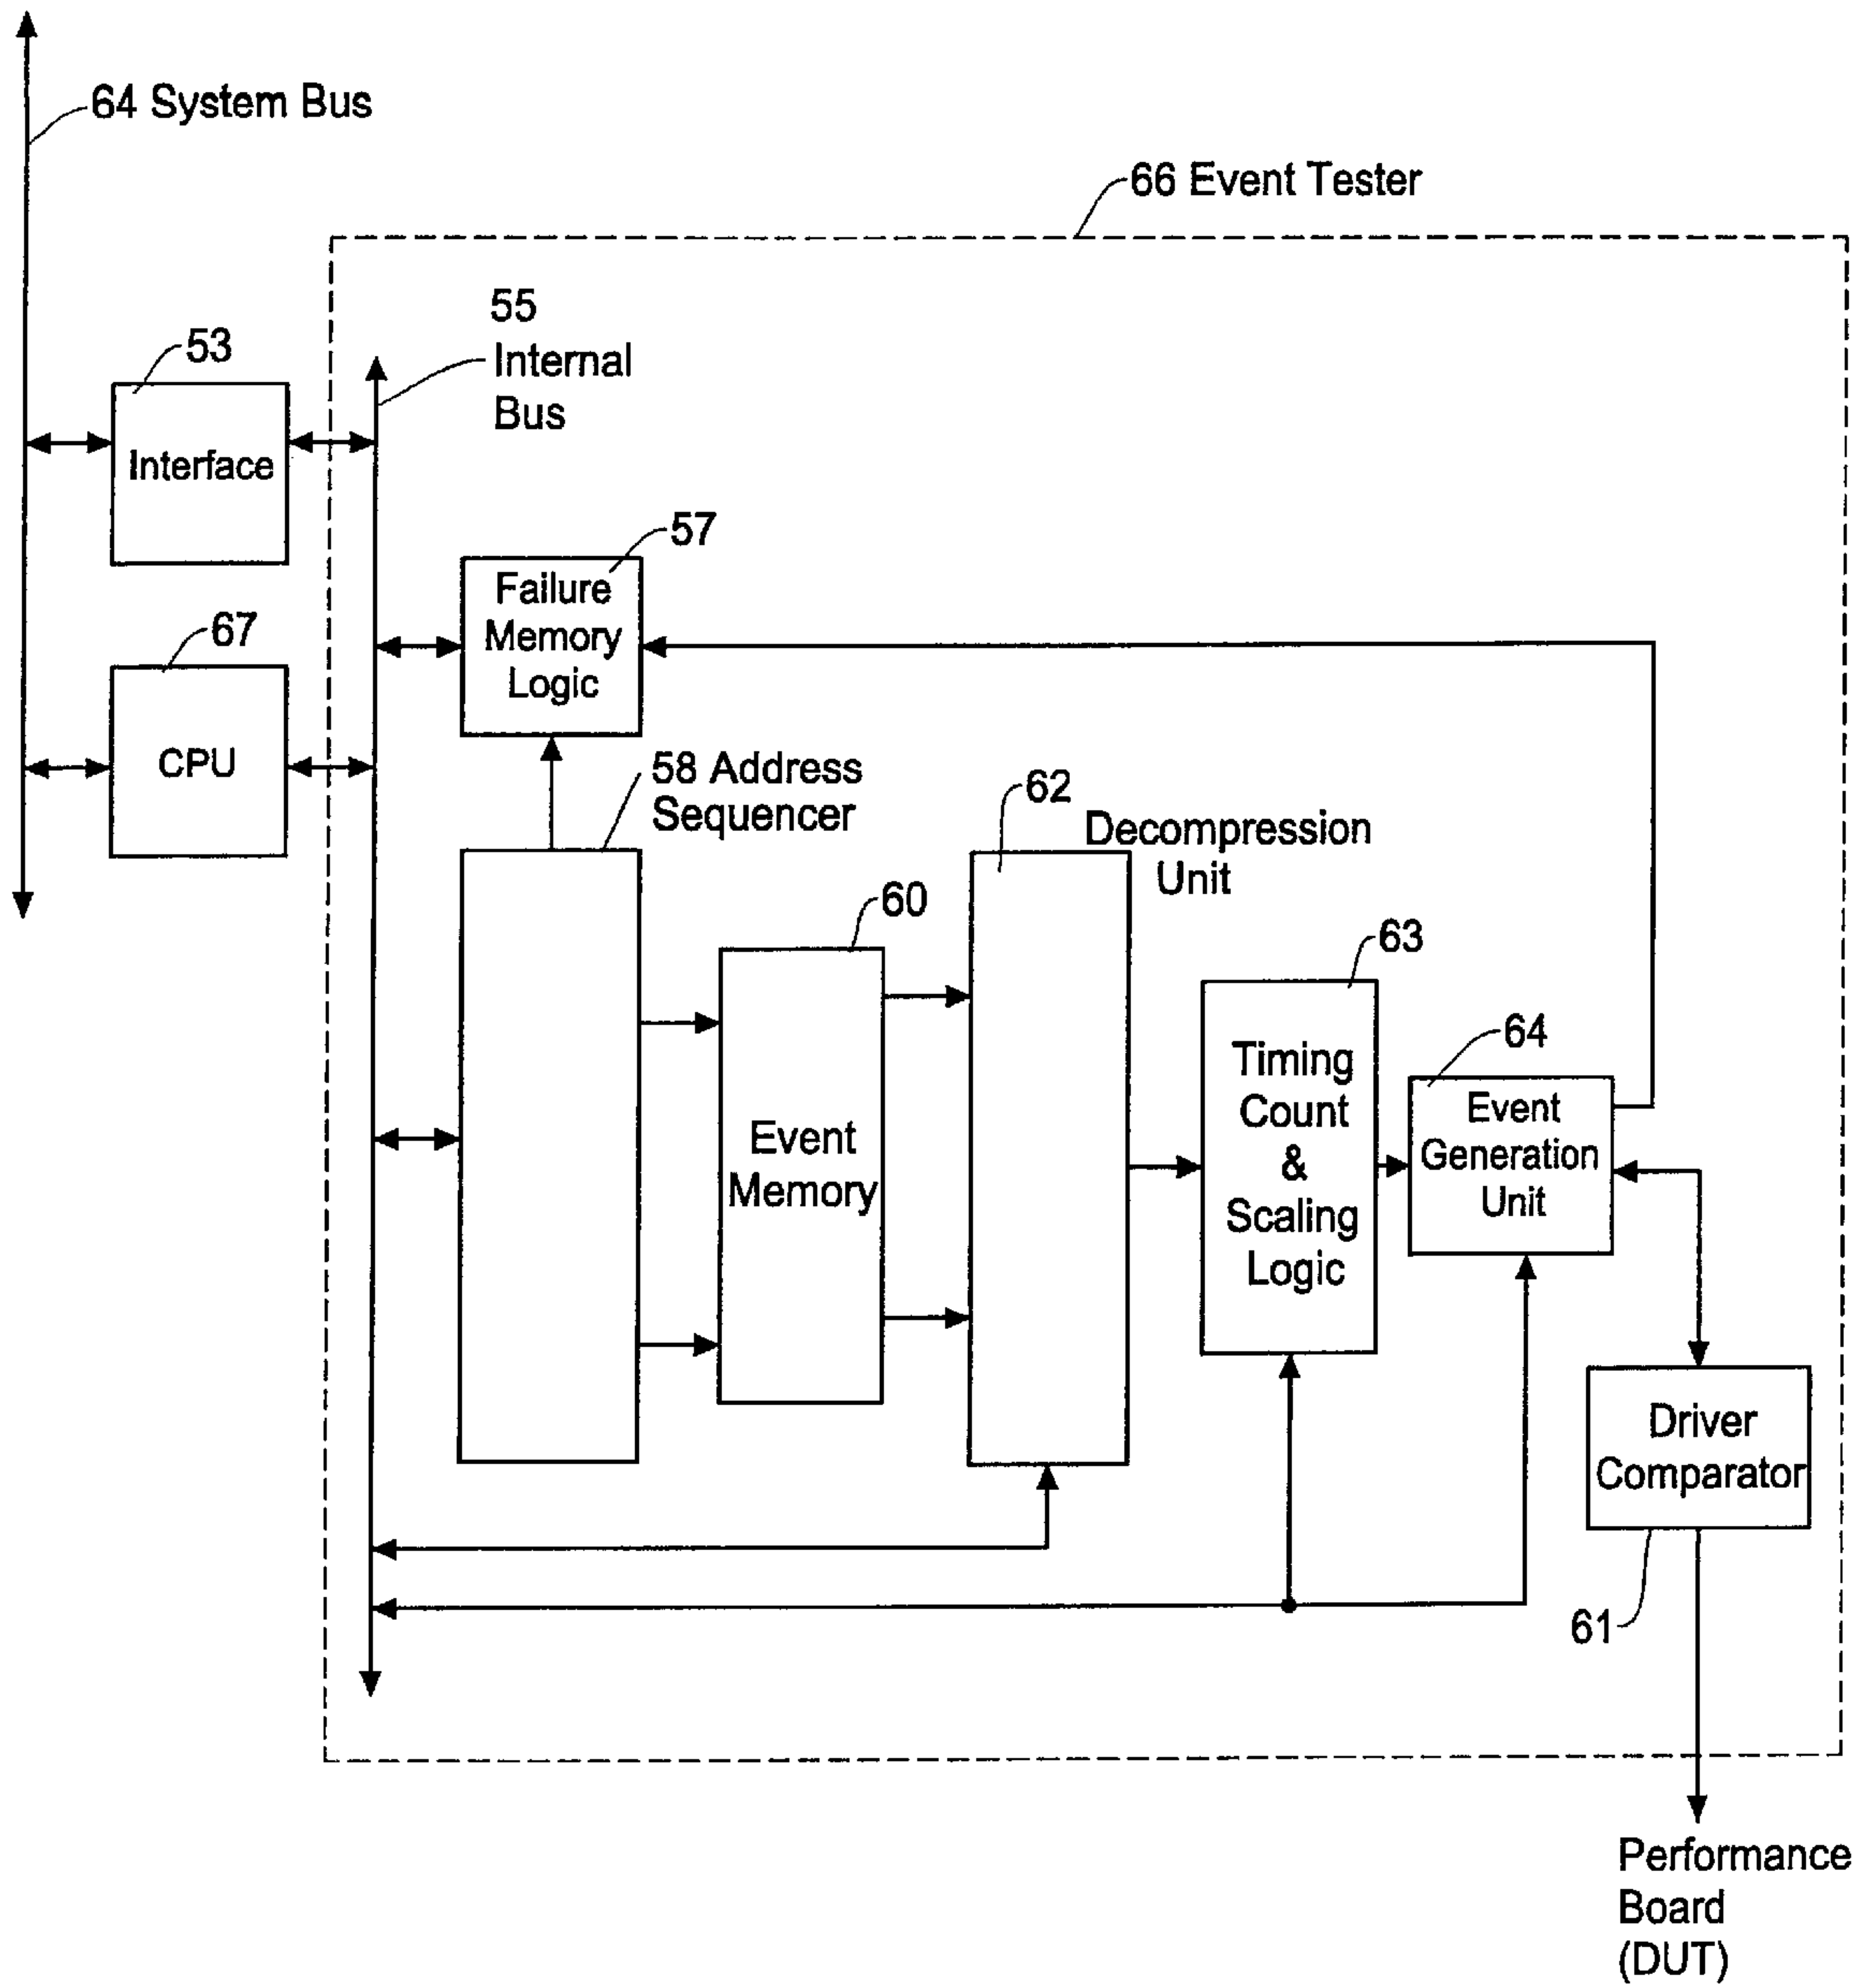 64 System Bus
66 Event Tester
55
Internal
Bus
53
Interface
57
Failure
Memory
Logic
67
CPU
58 Address
Sequencer
62
Decompression
Unit
60
Event
Memory
63
Timing
Count
&
Scaling
Logic
64
Event
Generation
Unit
Driver
Comparator
61
Performance
Board
(DUT)